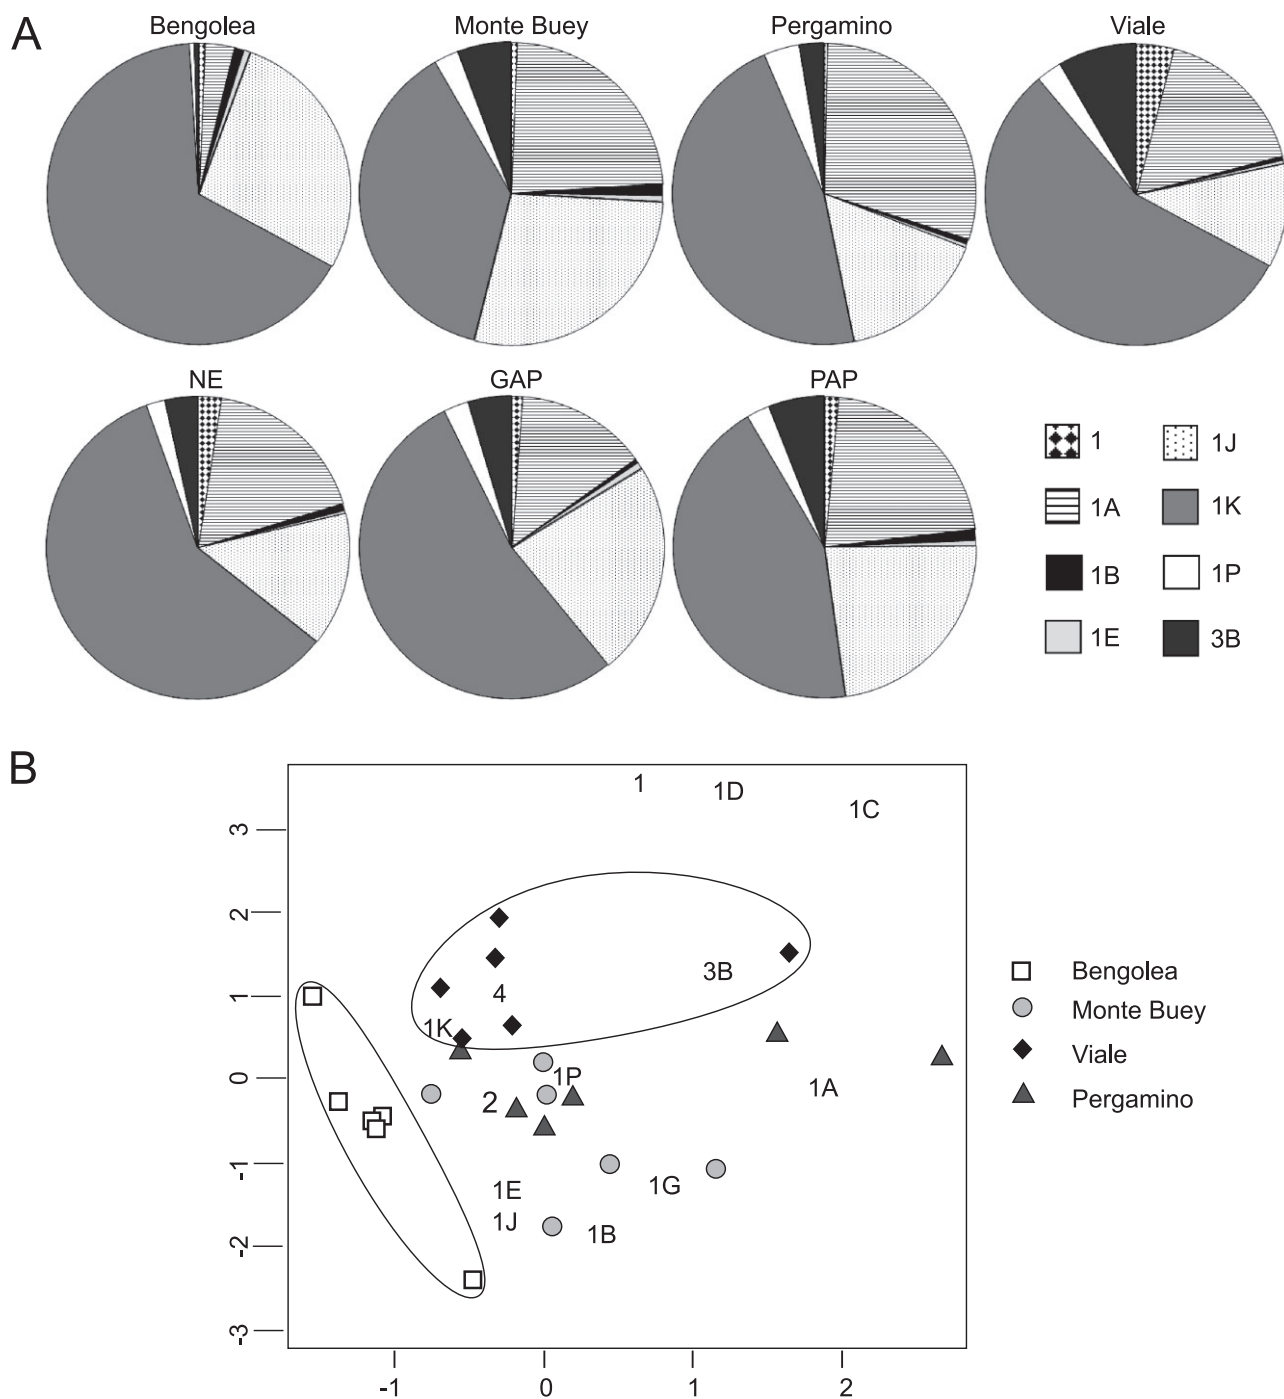 A
Bengolea
Monte Buey
Pergamino
Viale
NE
GAP
PAP
1
1J
1A
1K
1B
1P
1E
3B
B
1
1D
1C
3
2
3B
4
1
1K
0
1P
1A
2
-1
1E
1G
1J
1B
-2
-3
-1
0
1
2
Bengolea
Monte Buey
Viale
Pergamino